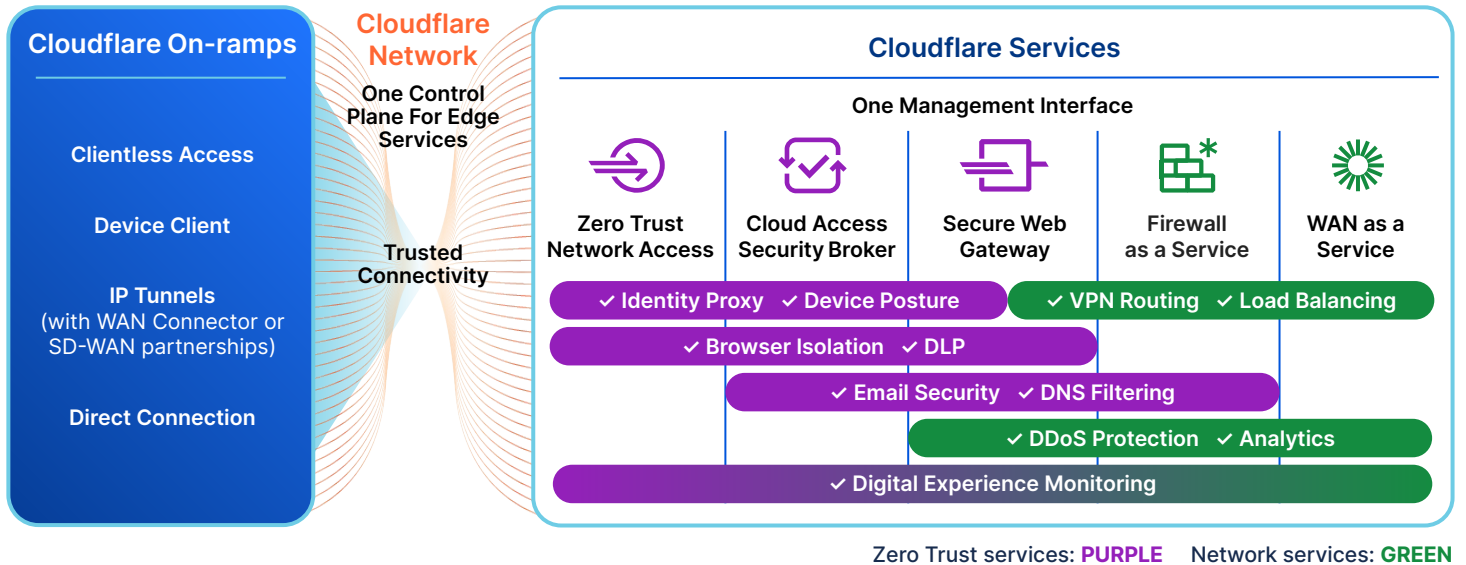 Cloudflare On-ramps
Clientless Access
Device Client
IP Tunnels
(with WAN Connector or
SD-WAN partnerships)
Direct Connection
Cloudflare
Network
One Control
Plane For Edge
Services
Trusted
Connectivity
Cloudflare Services
One Management Interface
Zero Trust
Network Access
Cloud Access
Security Broker
Secure Web
Gateway
Firewall
as a Service
WAN as a
Service
✓ Identity Proxy ✓ Device Posture
✓ VPN Routing ✓ Load Balancing
✓ Browser Isolation ✓ DLP
✓ Email Security ✓ DNS Filtering
✓ DDoS Protection ✓ Analytics
✓ Digital Experience Monitoring
Zero Trust services: PURPLE Network services: GREEN